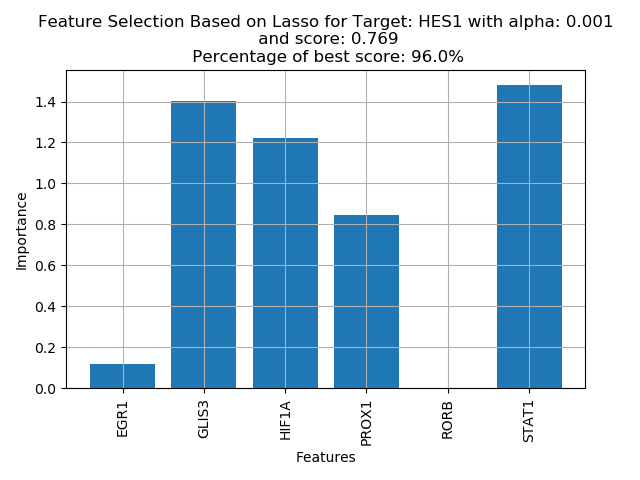 Feature Selection Based on Lasso for Target: HES1 with alpha: 0.001
and score: 0.769
Percentage of best score: 96.0%
1.4
1.2
1.0
0.8
0.6
0.4
0.2
0.0
Importance
EGR1
GLIS3
HIF1A
PROX1
RORB
STAT1
Features